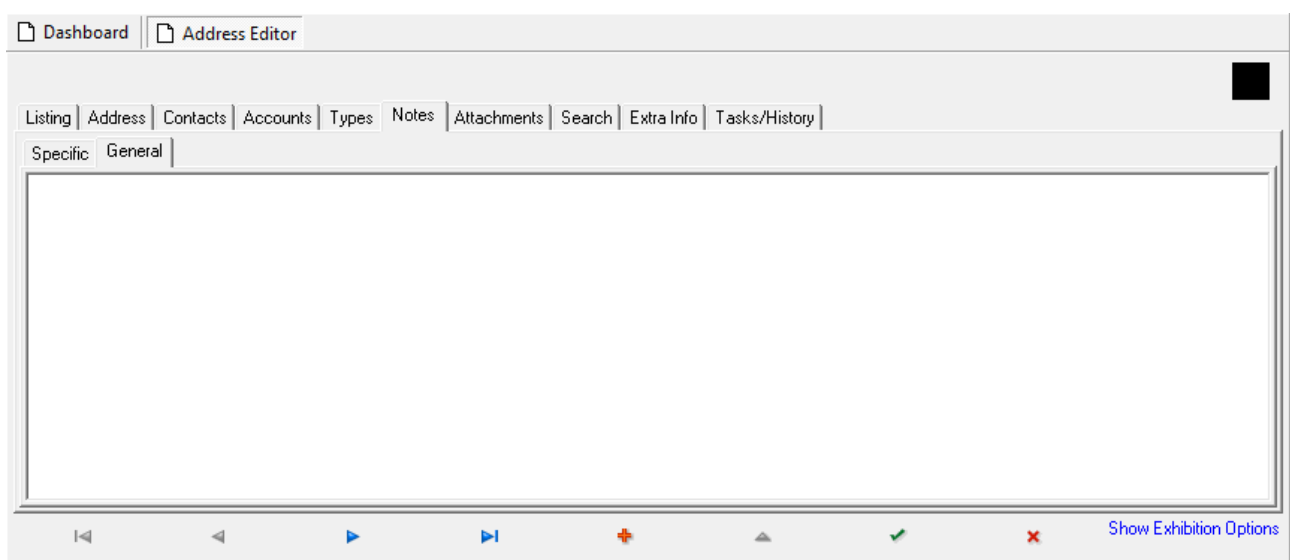 Dashboard Address Editor
Listing Address Contacts Accounts Types Notes Attachments Search Extra Info Tasks/History
Specific General
Show Exhibition Options